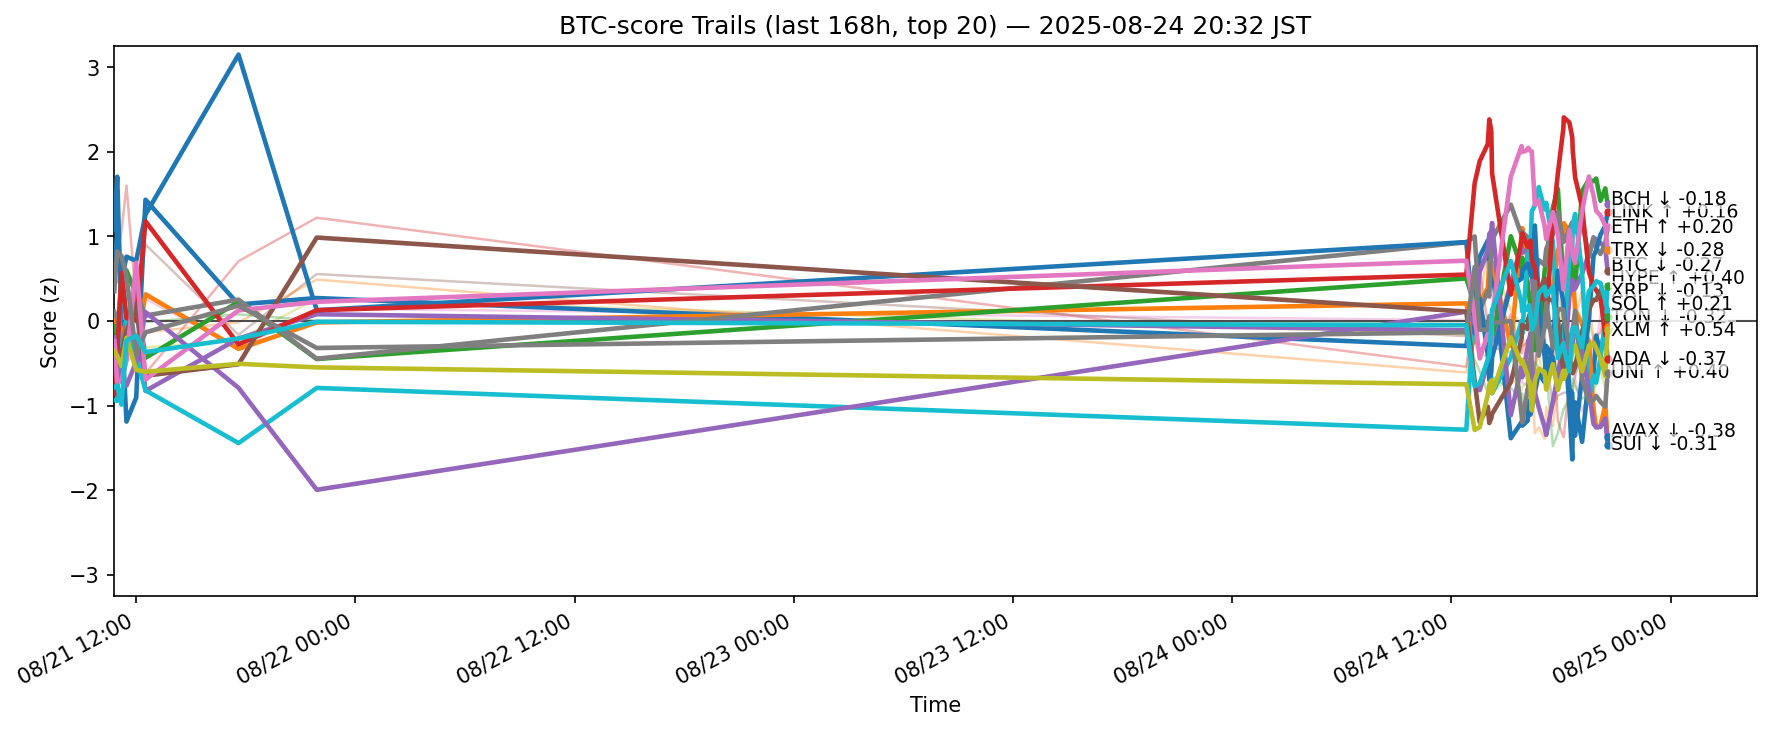 BTC-score Trails (last 168h, top 20) — 2025-08-24 20:32 JST
3
2
1
0
−1
−2
−3
Score (z)
BCH ↓ -0.18
LINK ↑ +0.16
ETH ↑ +0.20
TRX ↓ -0.28
BTC ↓ -0.27
HYPE ↑ +0.40
XRP ↓ -0.13
SOL ↑ +0.21
TON ↓ -0.32
XLM ↑ +0.54
ADA ↓ -0.37
UNI ↑ +0.40
AVAX ↓ -0.38
SUI ↓ -0.31
08/21 12:00
08/22 00:00
08/22 12:00
08/23 00:00
08/23 12:00
08/24 00:00
08/24 12:00
08/25 00:00
Time